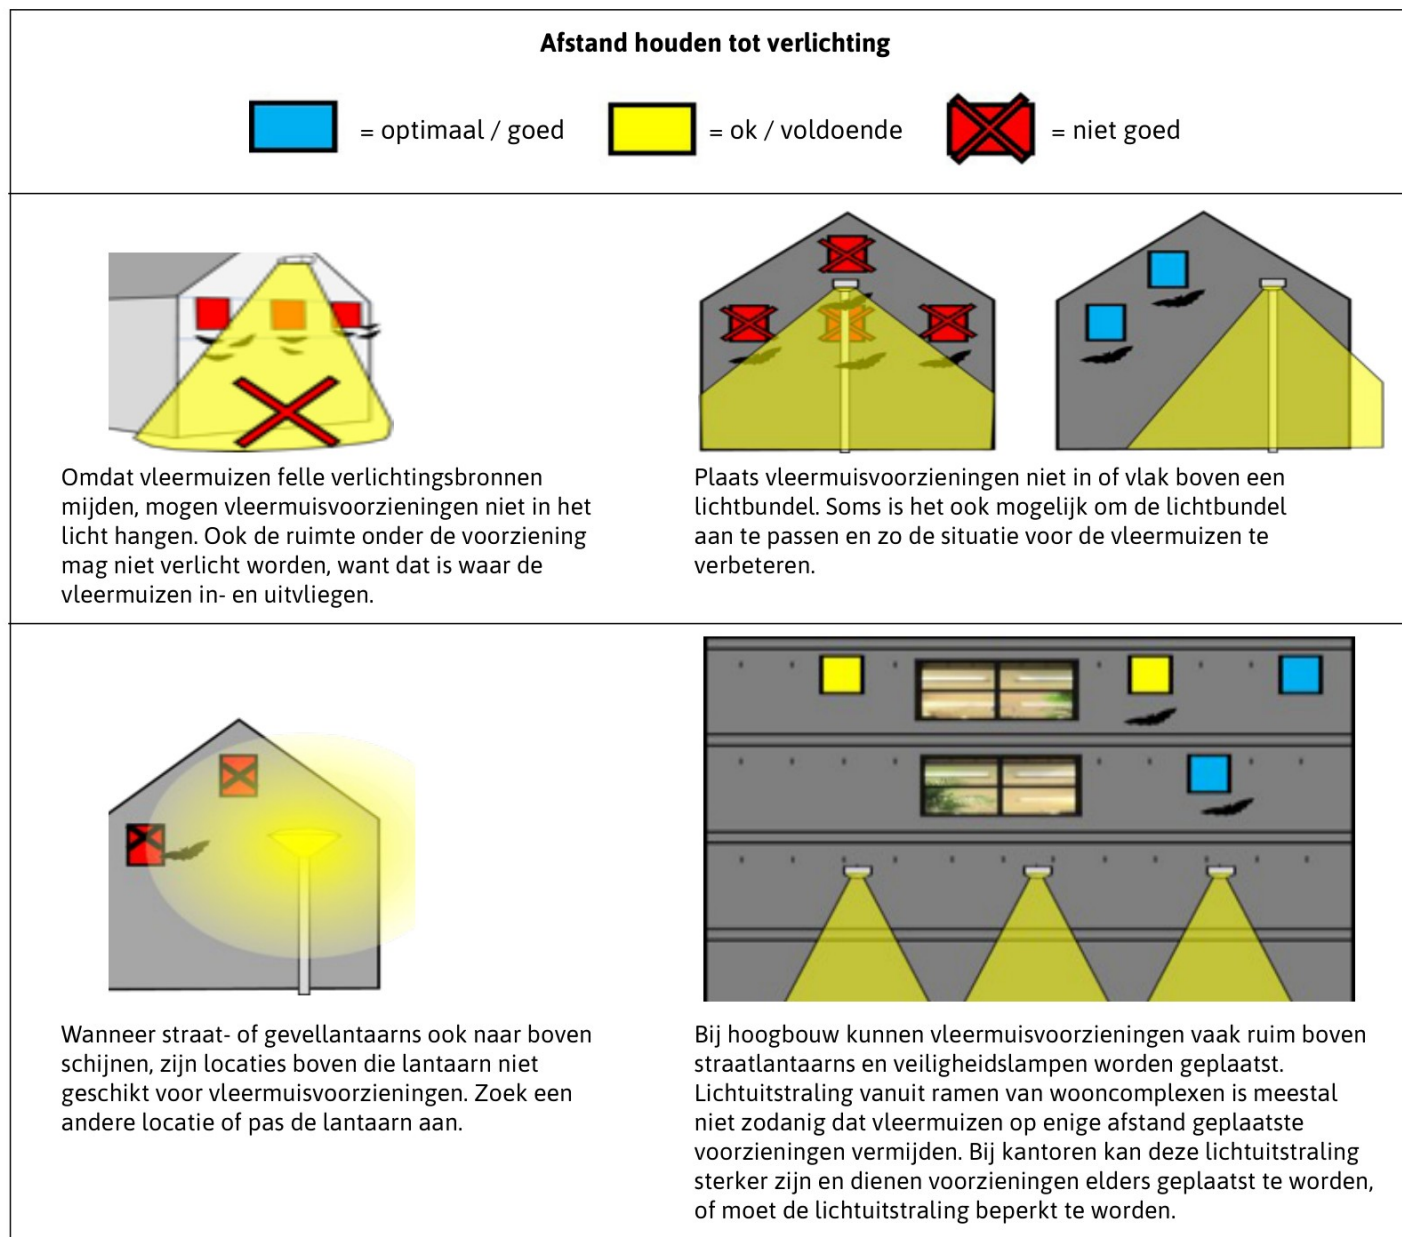 Afstand houden tot verlichting
= optimaal / goed
= ok / voldoende
= niet goed
Omdat vleermuizen felle verlichtingsbronnen
mijden, mogen vleermuisvoorzieningen niet in het
licht hangen. Ook de ruimte onder de voorziening
mag niet verlicht worden, want dat is waar de
vleermuizen in- en uitvliegen.
Plaats vleermuisvoorzieningen niet in of vlak boven een
lichtbundel. Soms is het ook mogelijk om de lichtbundel
aan te passen en zo de situatie voor de vleermuizen te
verbeteren.
Wanneer straat- of gevellantaarns ook naar boven
schijnen, zijn locaties boven die lantaarn niet
geschikt voor vleermuisvoorzieningen. Zoek een
andere locatie of pas de lantaarn aan.
Bij hoogbouw kunnen vleermuisvoorzieningen vaak ruim boven
straatlantaarns en veiligheidslampen worden geplaatst.
Lichtuitstraling vanuit ramen van wooncomplexen is meestal
niet zodanig dat vleermuizen op enige afstand geplaatste
voorzieningen vermijden. Bij kantoren kan deze lichtuitstraling
sterker zijn en dienen voorzieningen elders geplaatst te worden,
of moet de lichtuitstraling beperkt te worden.